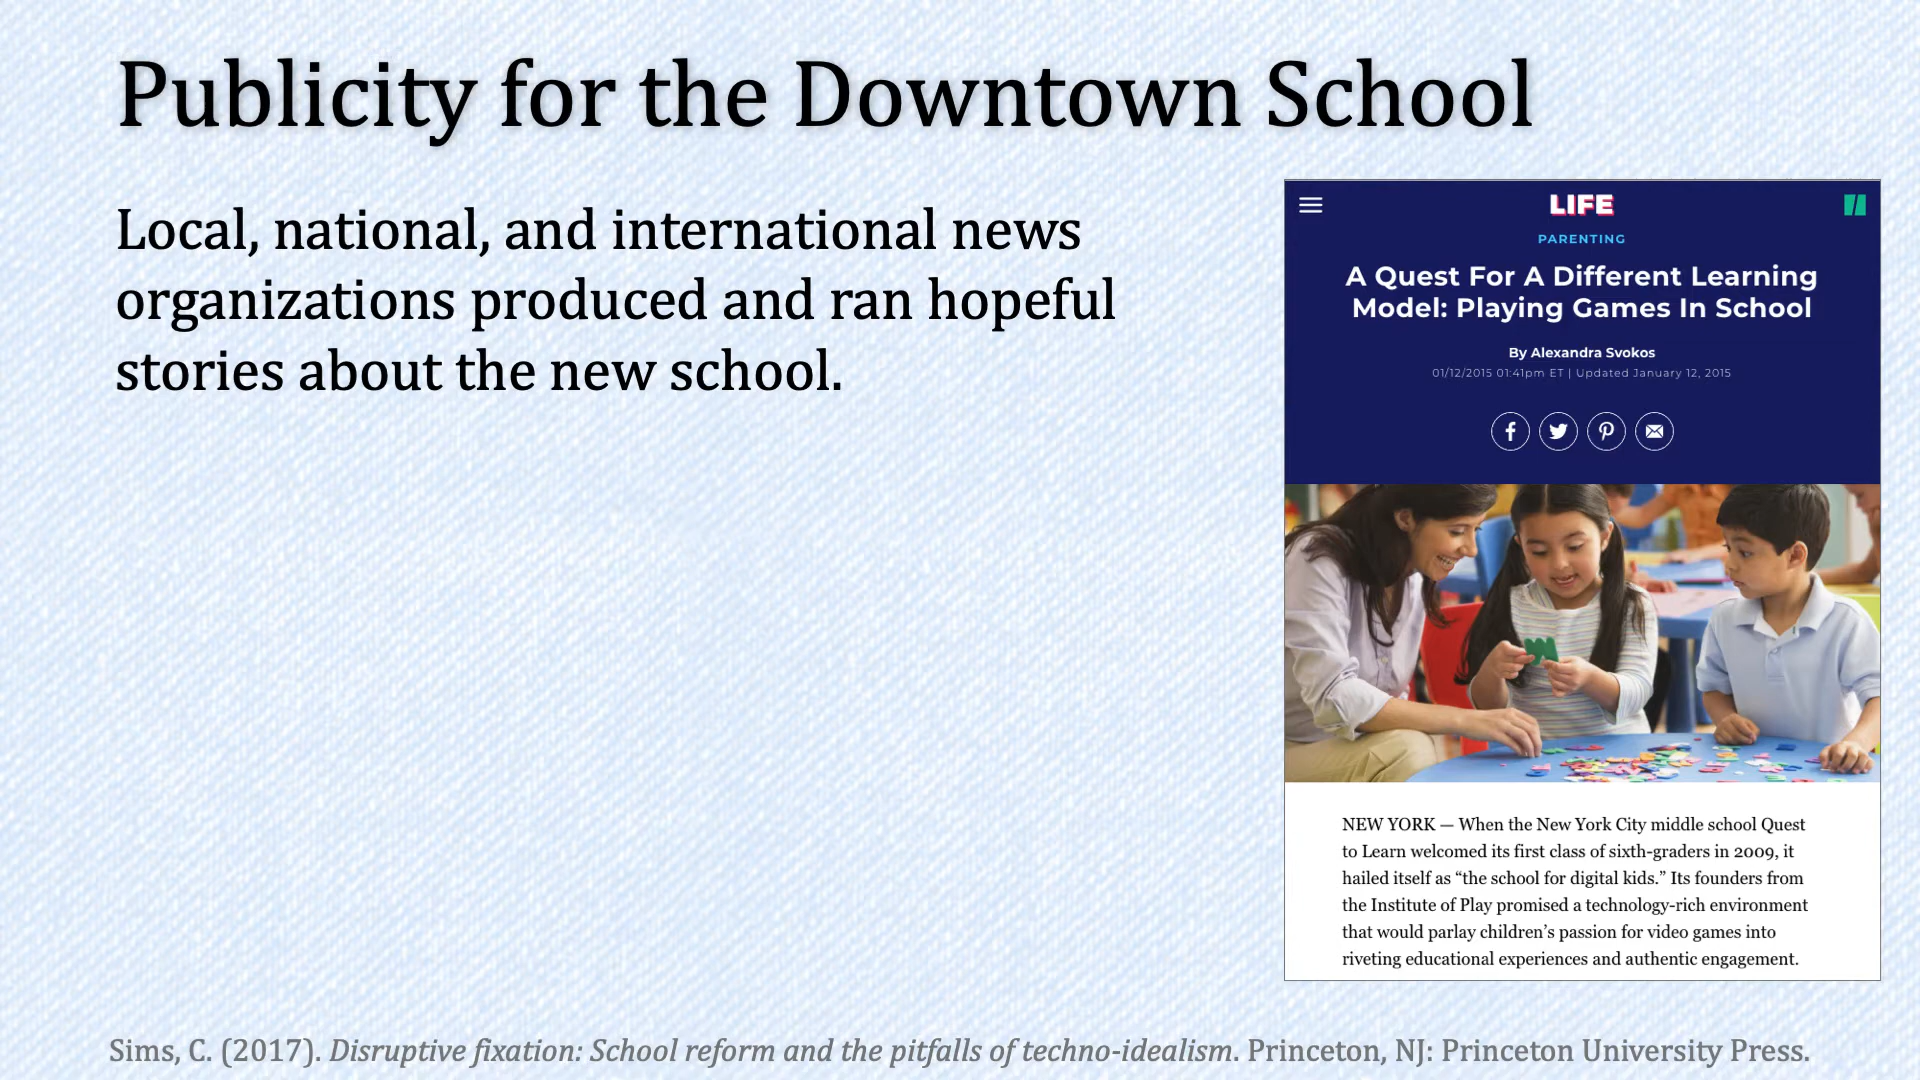 Publicity for the Downtown School
Local, national, and international news
organizations produced and ran hopeful
stories about the new school.
LIFE
PARENTING
A Quest For A Different Learning
Model: Playing Games In School
By Alexandra Svokos
01/12/2015 01:41pm ET | Updated January 12, 2015
NEW YORK — When the New York City middle school Quest
to Learn welcomed its first class of sixth-graders in 2009, it
hailed itself as “the school for digital kids.” Its founders from
the Institute of Play promised a technology-rich environment
that would parlay children’s passion for video games into
riveting educational experiences and authentic engagement.
Sims, C. (2017). Disruptive fixation: School reform and the pitfalls of techno-idealism. Princeton, NJ: Princeton University Press.